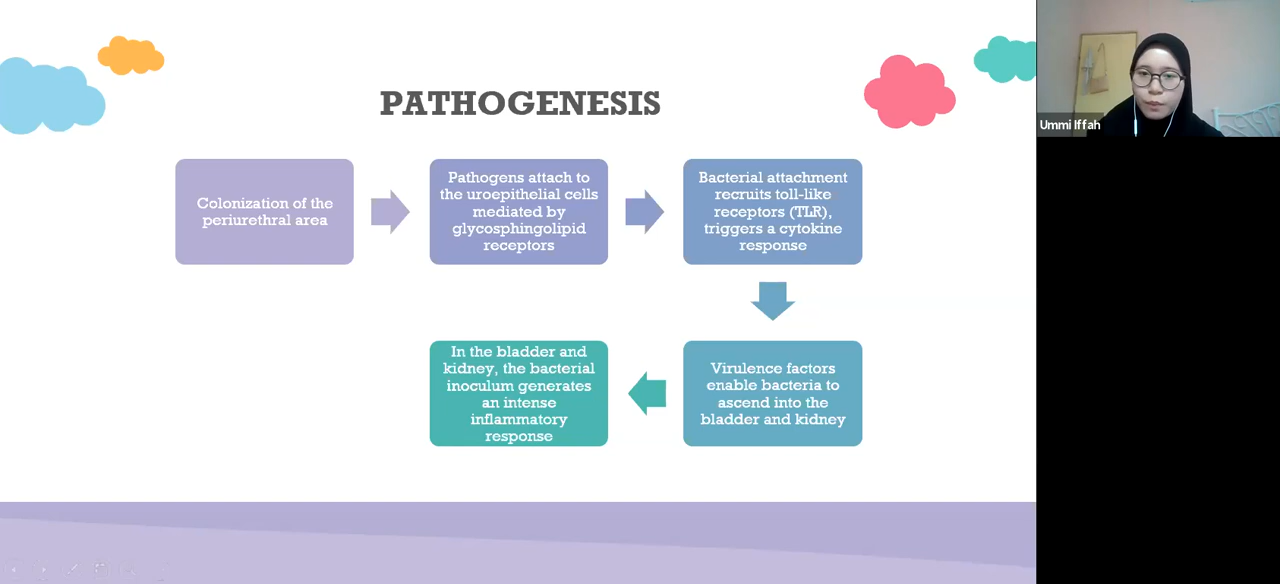 PATHOGENESIS
Colonization of the
periurethral area
Pathogens attach to
the uroepithelial cells
mediated by
glycosphingolipid
receptors
Bacterial attachment
recruits toll-like
receptors (TLR),
triggers a cytokine
response
Virulence factors
enable bacteria to
ascend into the
bladder and kidney
In the bladder and
kidney, the bacterial
inoculum generates
an intense
inflammatory
response
Ummi Iffah